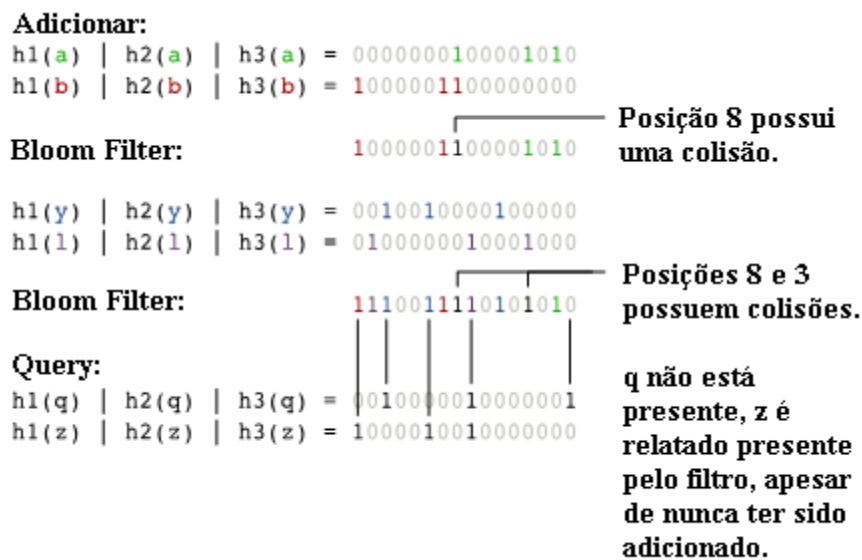 Adicionar:
h1(a) | h2(a) | h3(a) = 0000000100001010
h1(b) | h2(b) | h3(b) = 1000001100000000
Posição 8 possui
uma colisão.
Bloom Filter: 1000001100001010
h1(y) | h2(y) | h3(y) = 0010010000100000
h1(l) | h2(l) | h3(l) = 0100000010001000
Posições 8 e 3
possuem colisões.
Bloom Filter: 1110011110101010
Query:
h1(q) | h2(q) | h3(q) = 0010000010000001
h1(z) | h2(z) | h3(z) = 1000010010000000
q não está
presente, z é
relatado presente
pelo filtro, apesar
de nunca ter sido
adicionado.